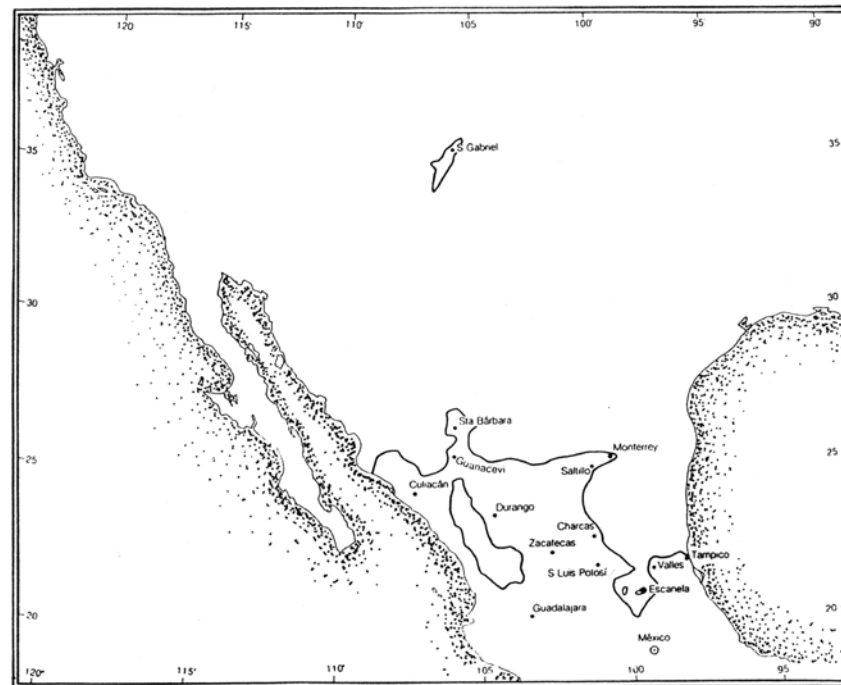 120 115' 110' 105' 100' 95' 90'
35 35
S Gabriel
30 30
Sta Bárbara
Monterrey
25 25
Guanacevi
Saltillo
Culiacán
Durango
Charcas
Zacatecas
Tampico
S Luis Potosí
Valles
Escanela
20 20
Guadalajara
México
120° 115' 110' 105' 100' 95'